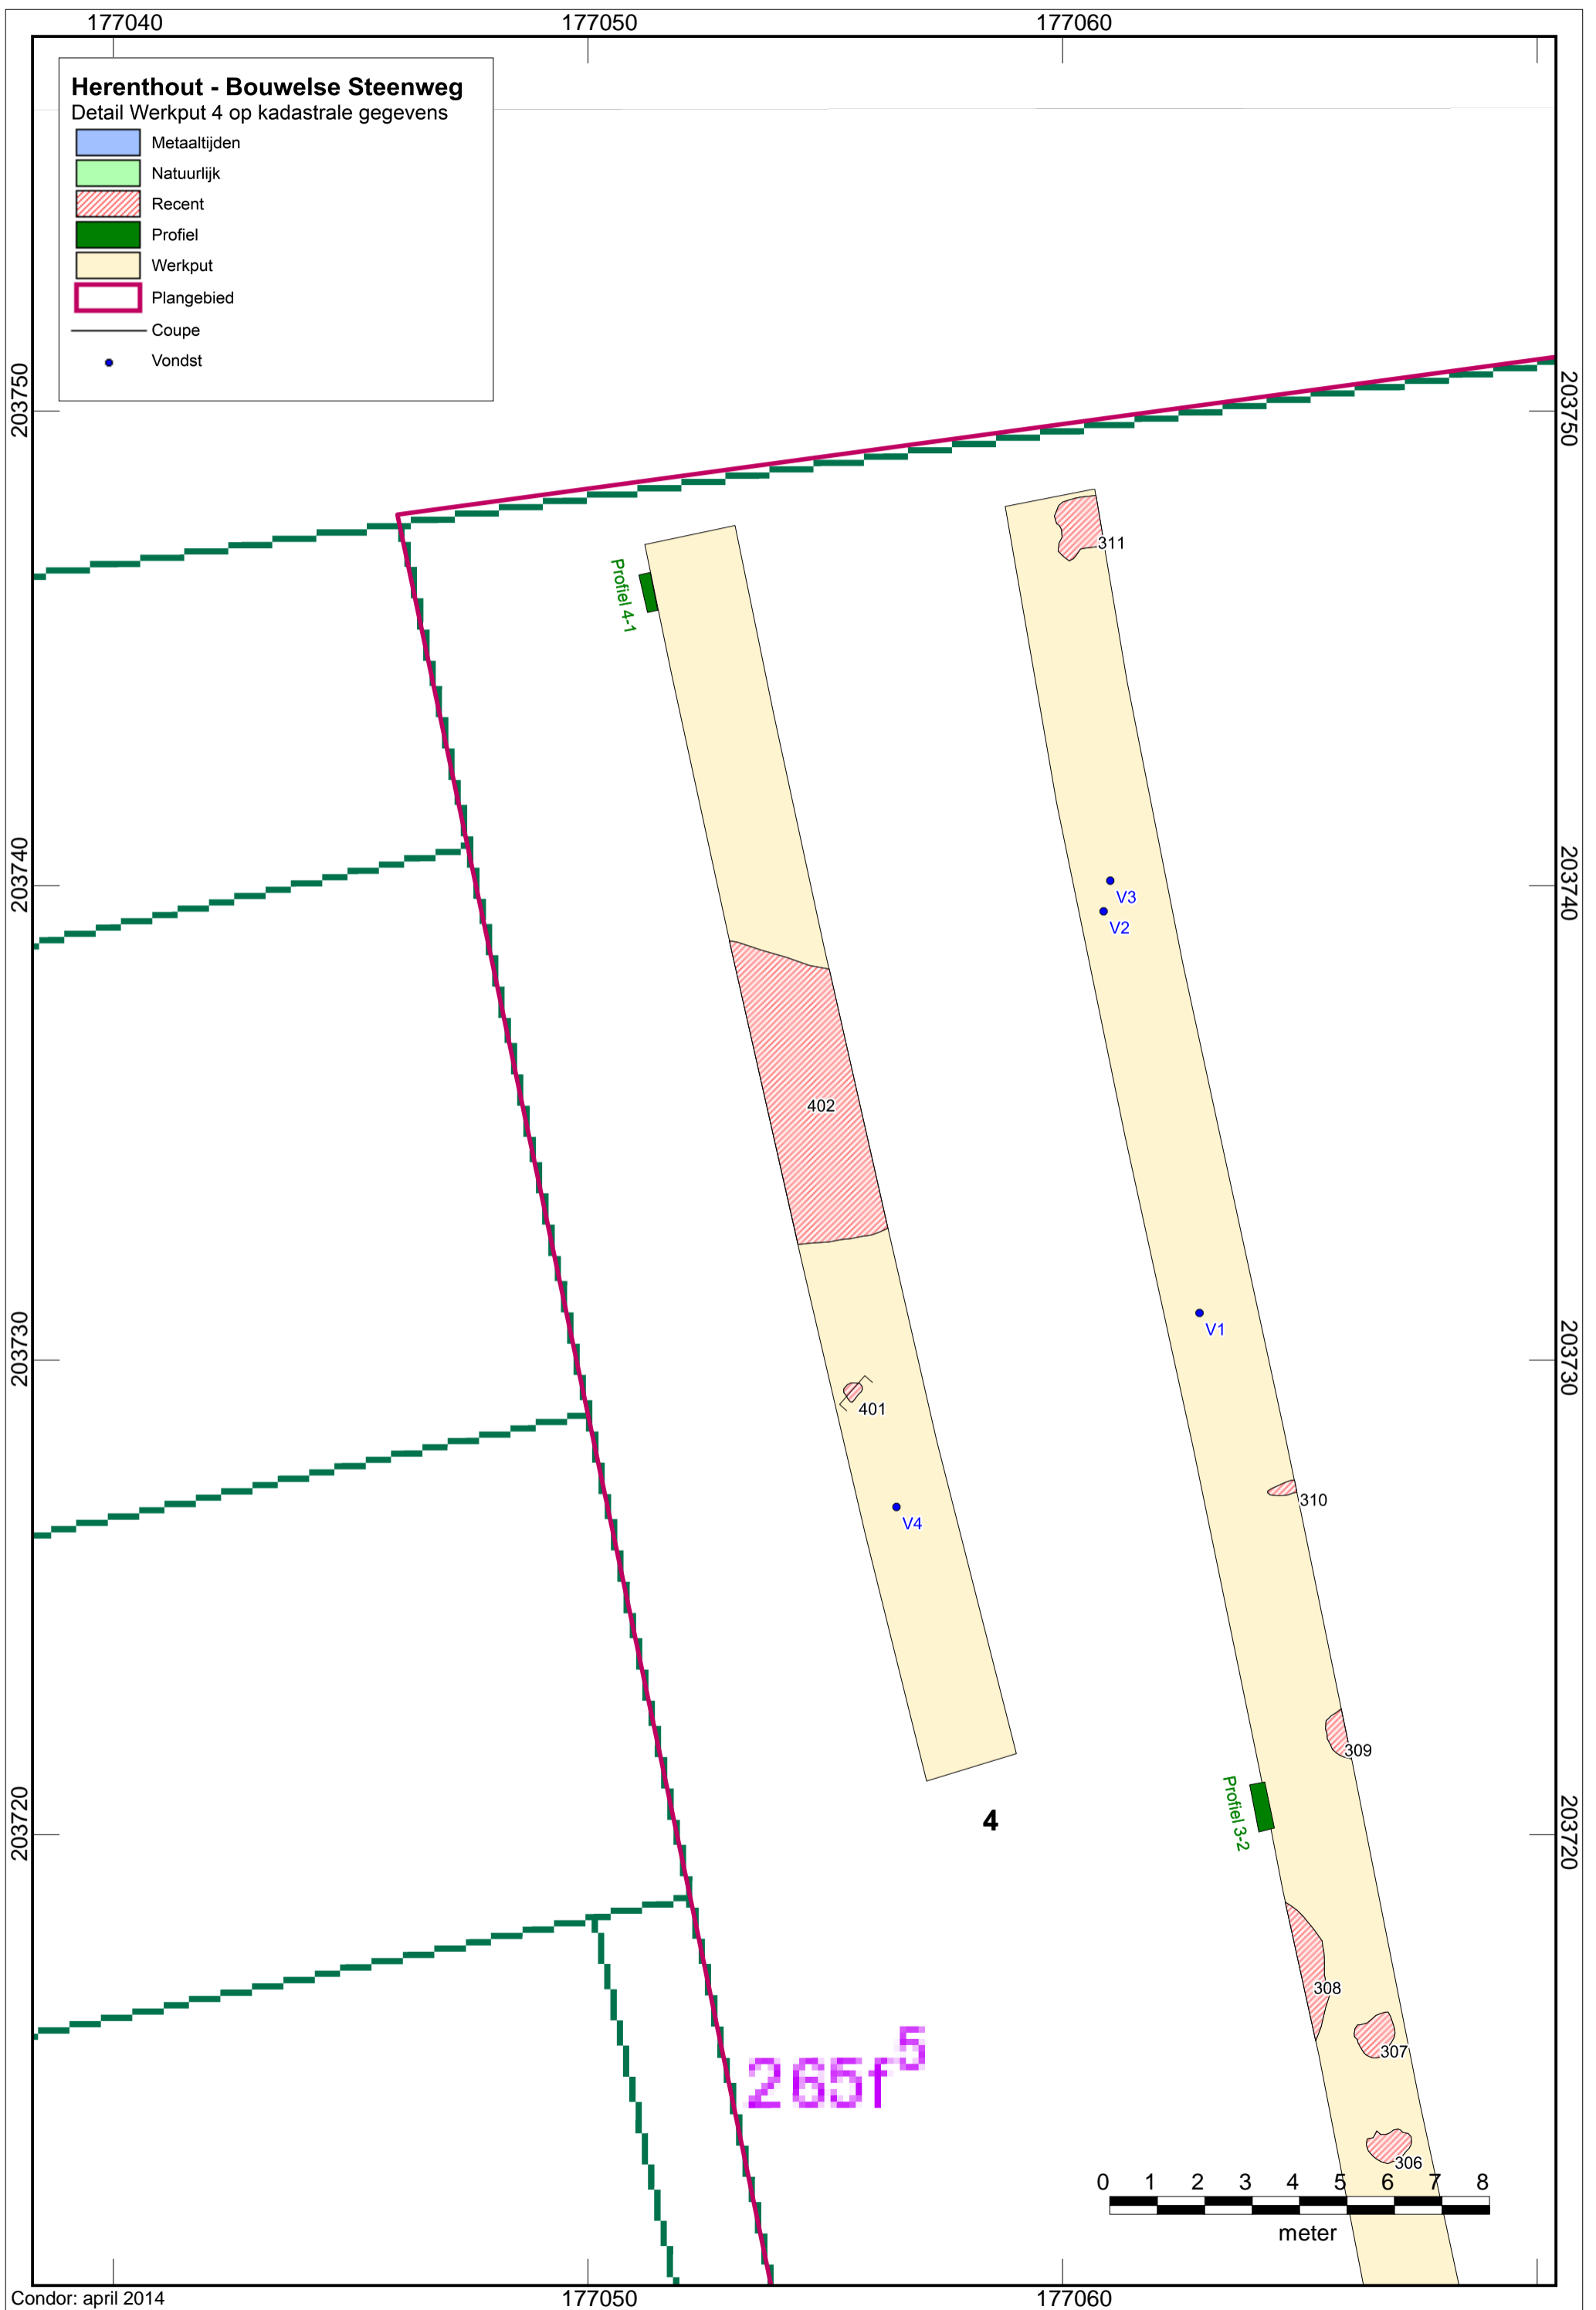 177040 177050 177060
Herenthout - Bouwelse Steenweg
Detail Werkput 4 op kadastrale gegevens
Metaaltijden
Natuurlijk
Recent
Profiel
Werkput
Plangebied
Coupe
Vondst
203750 203750
311
Profiel 4-1
203740 203740
V3
V2
402
V1
203730 203730
401
310
V4
309
Profiel 3-2
4
203720 203720
308
307
265f5
306
0 1 2 3 4 5 6 7 8
meter
Condor: april 2014
177050 177060